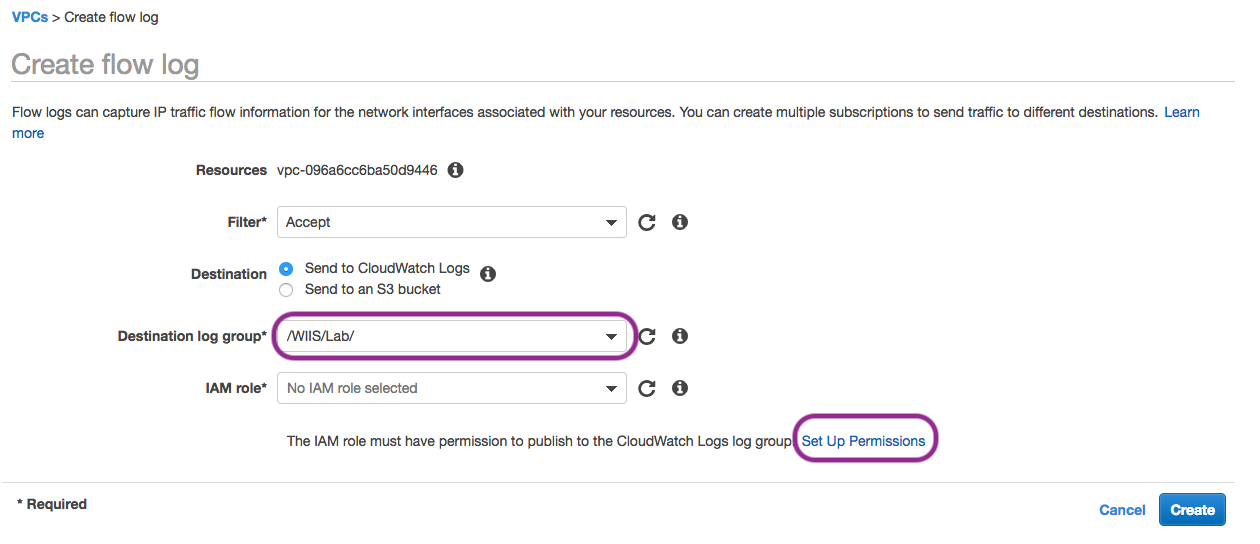 VPCs > Create flow log
Create flow log
Flow logs can capture IP traffic flow information for the network interfaces associated with your resources. You can create multiple subscriptions to send traffic to different destinations. Learn
more
Resources vpc-096a6cc6ba50d9446
Filter* Accept
Destination Send to CloudWatch Logs
Send to an S3 bucket
Destination log group* /WIIS/Lab/
IAM role* No IAM role selected
The IAM role must have permission to publish to the CloudWatch Logs log group. Set Up Permissions
* Required
Cancel Create